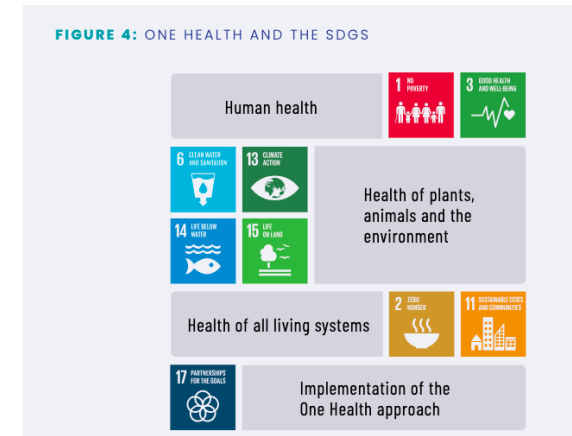 FIGURE 4: ONE HEALTH AND THE SDGS
Human health
1 NO
POVERTY
3 GOOD HEALTH
AND WELL-BEING
6 CLEAN WATER
AND SANITATION
13 CLIMATE
ACTION
14 LIFE BELOW
WATER
15 LIFE
ON LAND
Health of plants,
animals and the
environment
Health of all living systems
2 ZERO
HUNGER
11 SUSTAINABLE CITIES
AND COMMUNITIES
17 PARTNERSHIPS
FOR THE GOALS
Implementation of the
One Health approach